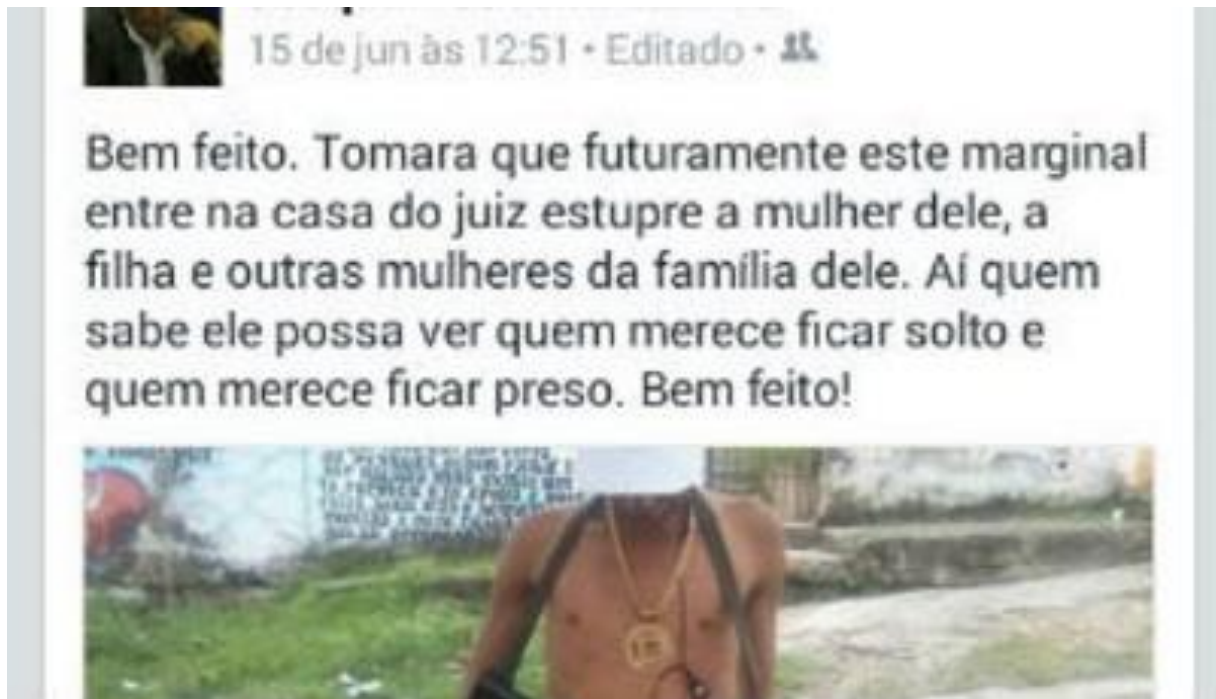 15 de jun às 12:51 • Editado •
Bem feito. Tomara que futuramente este marginal
entre na casa do juiz estupre a mulher dele, a
filha e outras mulheres da família dele. Aí quem
sabe ele possa ver quem merece ficar solto e
quem merece ficar preso. Bem feito!